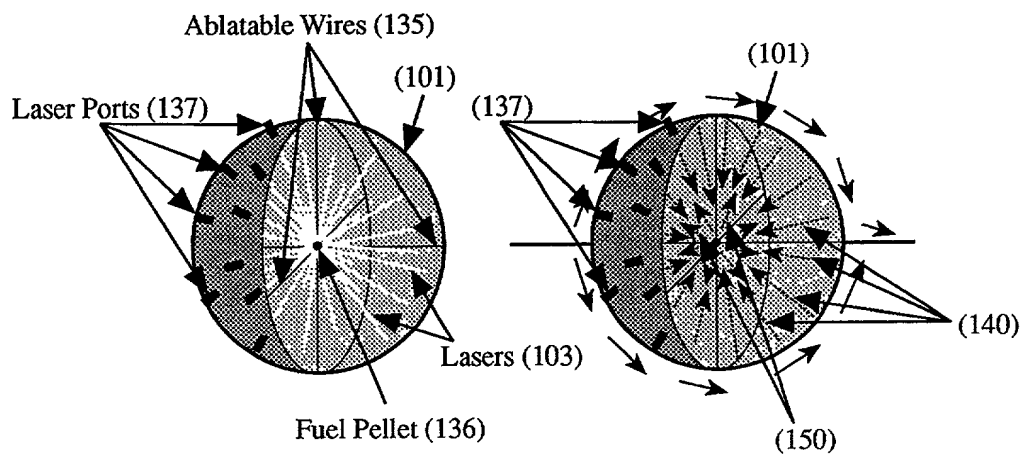 Ablatable Wires (135)
(101)
Laser Ports (137)
Lasers (103)
Fuel Pellet (136)
(101)
(137)
(140)
(150)